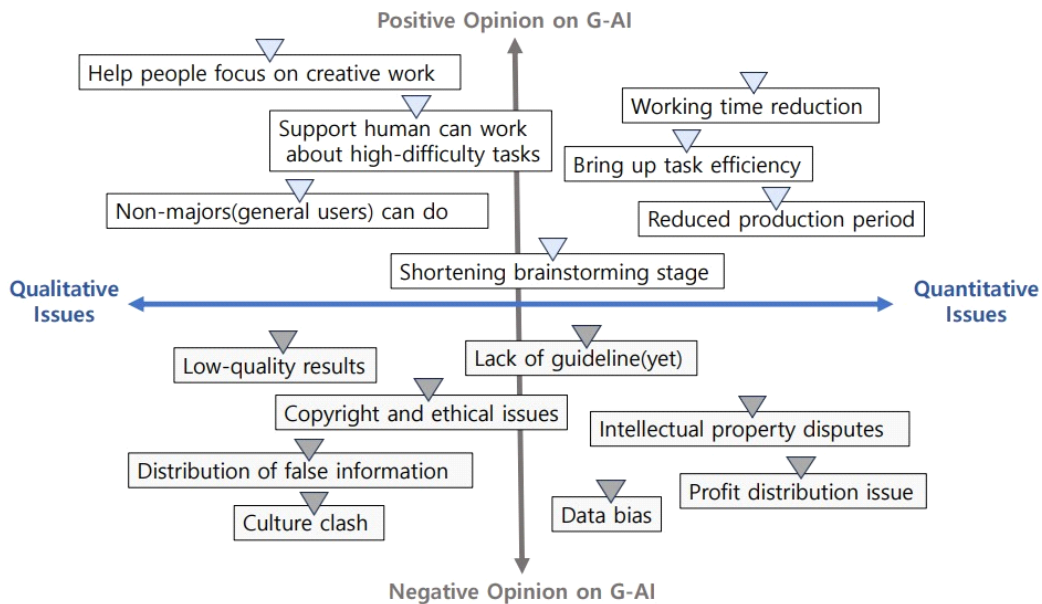 Positive Opinion on G-AI
Help people focus on creative work
Working time reduction
Support human can work
about high-difficulty tasks
Bring up task efficiency
Non-majors(general users) can do
Reduced production period
Shortening brainstorming stage
Qualitative
Issues
Quantitative
Issues
Lack of guideline(yet)
Low-quality results
Copyright and ethical issues
Intellectual property disputes
Distribution of false information
Profit distribution issue
Data bias
Culture clash
Negative Opinion on G-AI